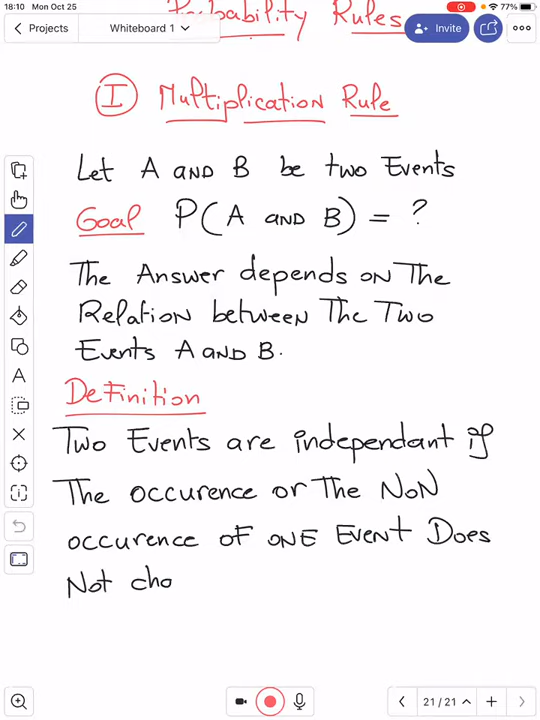 18:10 Mon Oct 25
77%
Projects
Whiteboard 1
Invite
Probability Rules
I Multiplication Rule
Let A AND B be two Events
Goal P(A AND B) = ?
The Answer depends ON The
Relation between The Two
Events A AND B.
Definition
Two Events are independant if
The occurence or The NON
occurence OF ONE Event Does
Not cha
A
21/21